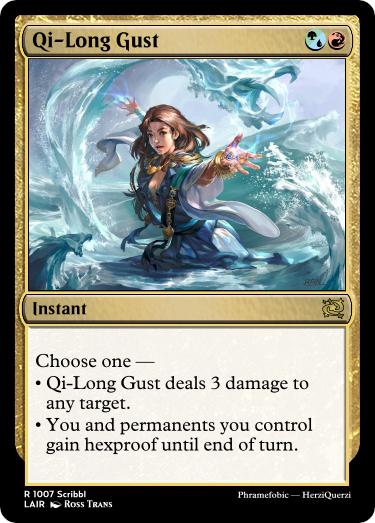 Qi-Long Gust
Instant
Choose one —
• Qi-Long Gust deals 3 damage to
any target.
• You and permanents you control
gain hexproof until end of turn.
R 1007 Scribbl
LAIR Ross Trans
Phramefobic — HerziQuerzi